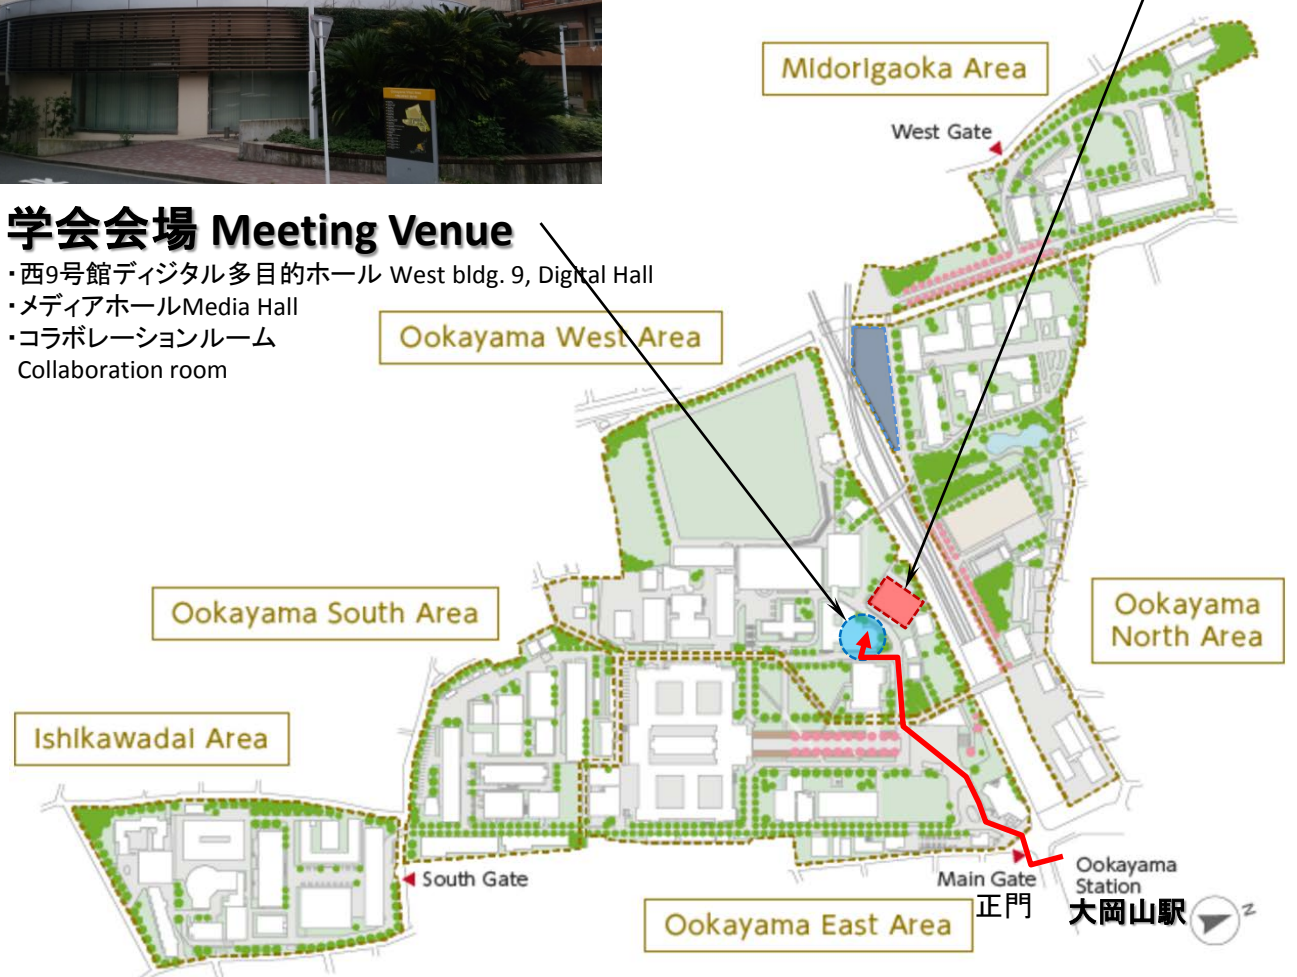 学会会場 Meeting Venue
・西9号館ディジタル多目的ホール West bldg. 9, Digital Hall
・メディアホールMedia Hall
・コラボレーションルーム
Collaboration room
Midorigaoka Area
West Gate
Ookayama West Area
Ookayama South Area
Ookayama
North Area
Ishikawadai Area
South Gate
Main Gate
正門
Ookayama
Station
大岡山駅
Ookayama East Area
N